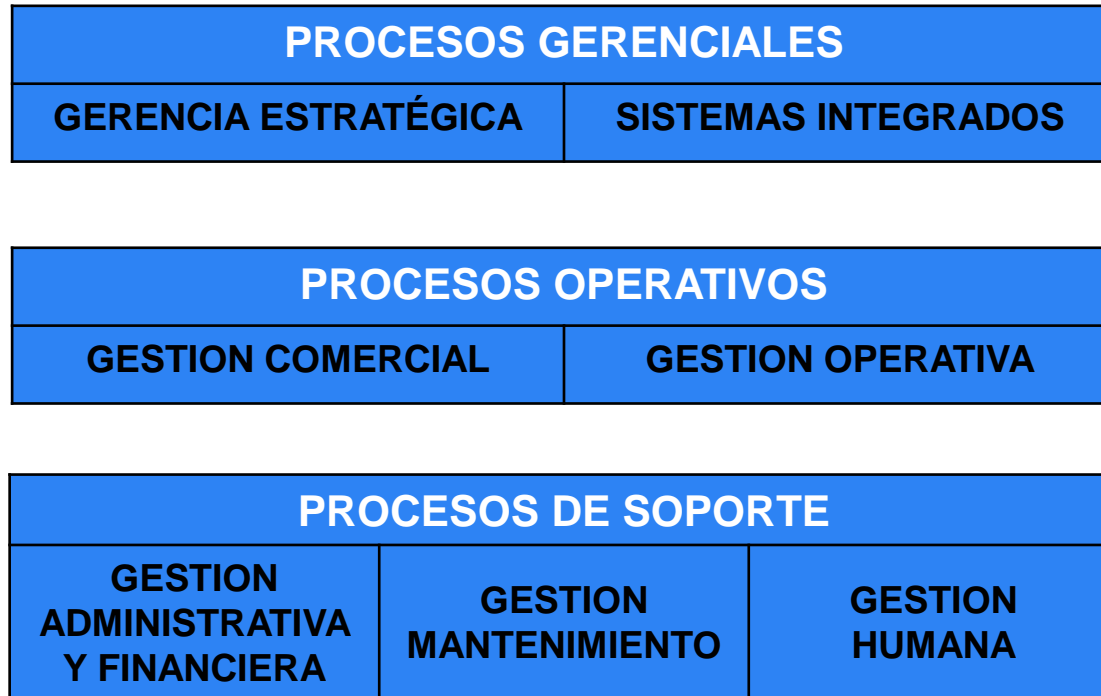 PROCESOS GERENCIALES
GERENCIA ESTRATÉGICA
SISTEMAS INTEGRADOS
PROCESOS OPERATIVOS
GESTION COMERCIAL
GESTION OPERATIVA
PROCESOS DE SOPORTE
GESTION
ADMINISTRATIVA
Y FINANCIERA
GESTION
MANTENIMIENTO
GESTION
HUMANA